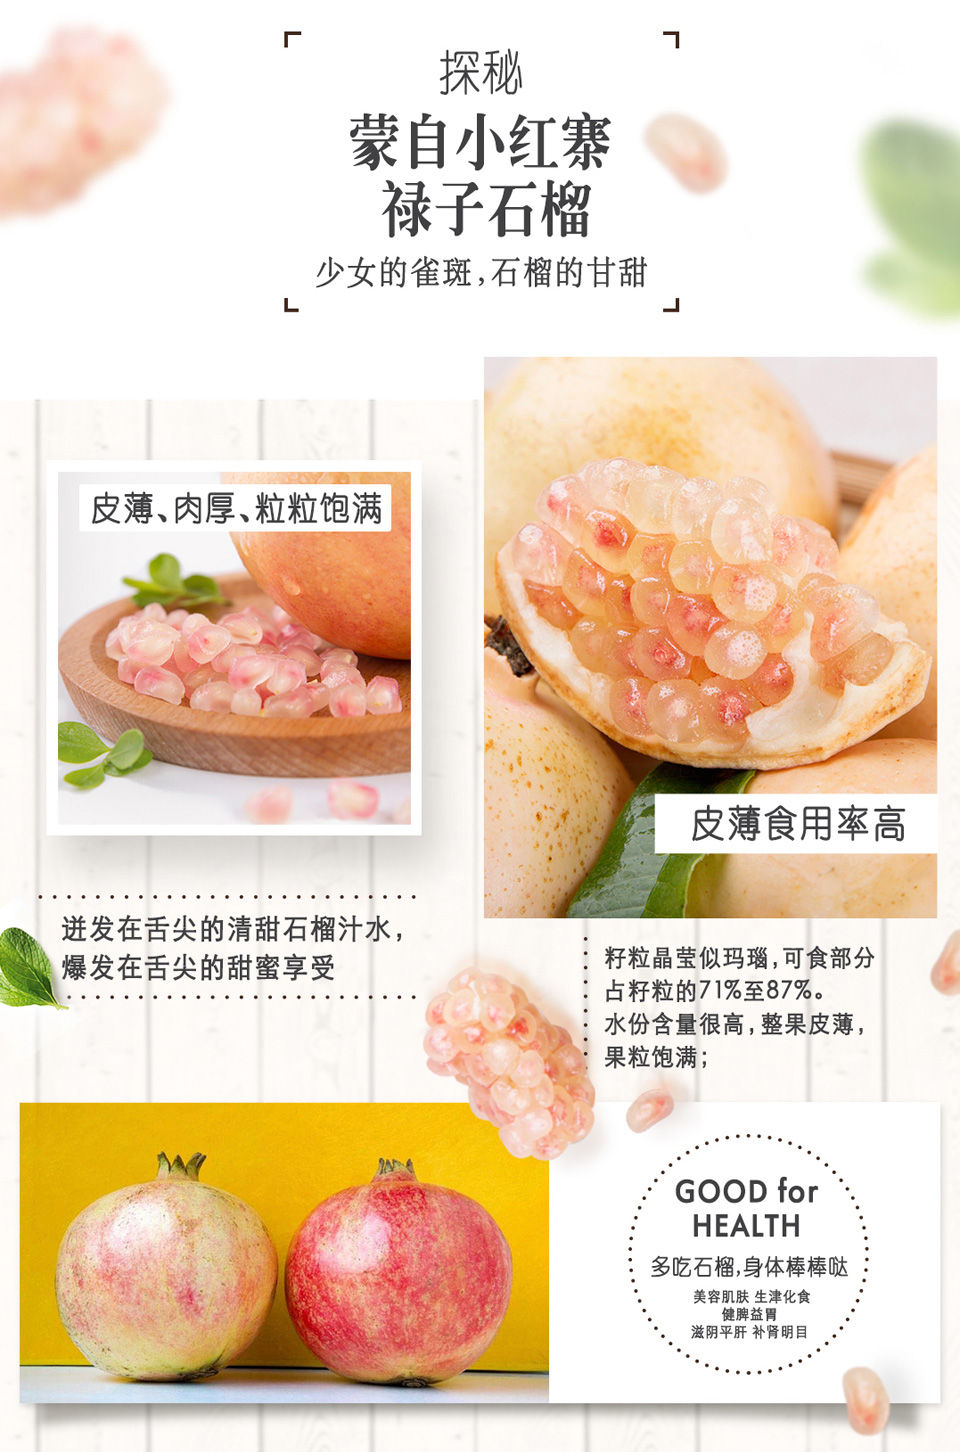 探秘
蒙自小红寨
禄子石榴
少女的雀斑,石榴的甘甜
皮薄、肉厚、粒粒饱满
皮薄食用率高
迸发在舌尖的清甜石榴汁水,
爆发在舌尖的甜蜜享受
籽粒晶莹似玛瑙,可食部分
占籽粒的71%至87%。
水份含量很高,整果皮薄,
果粒饱满;
GOOD for
HEALTH
多吃石榴,身体棒棒哒
美容肌肤 生津化食
健脾益胃
滋阴平肝 补肾明目